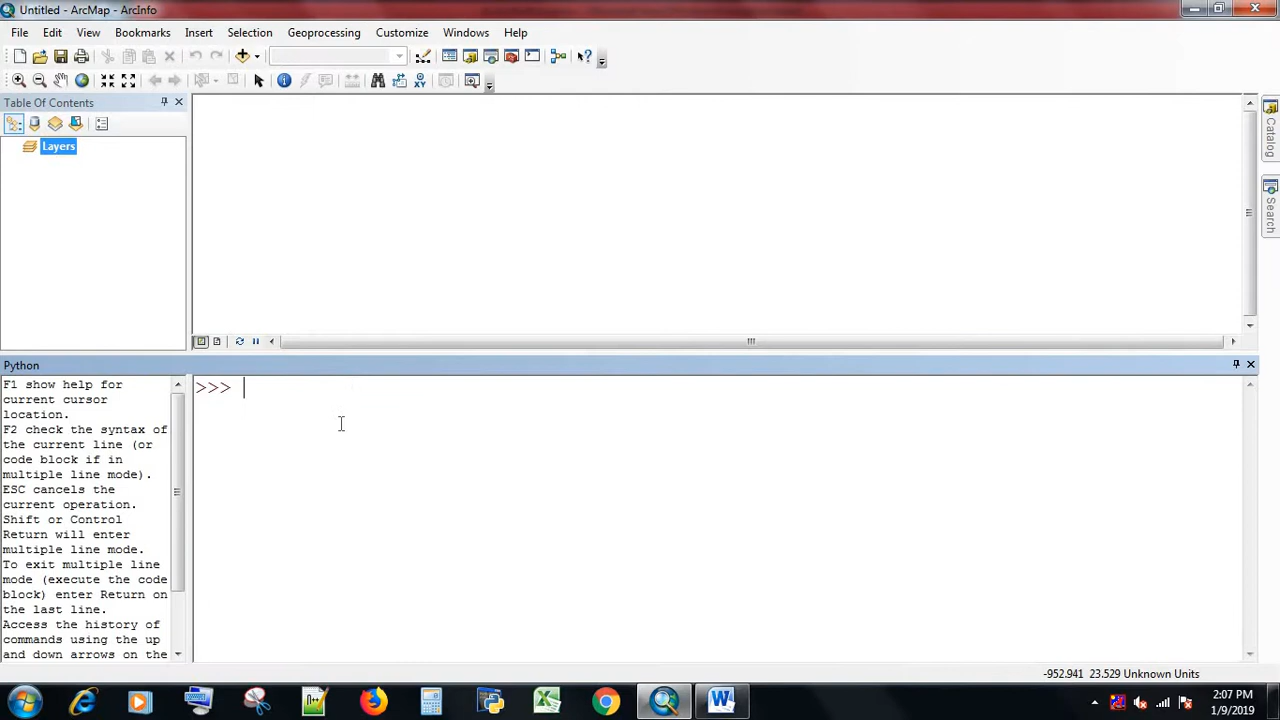 Untitled - ArcMap - ArcInfo
File Edit View Bookmarks Insert Selection Geoprocessing Customize Windows Help
Table Of Contents
Layers
Catalog
Search
Python
F1 show help for
current cursor
location.
F2 check the syntax of
the current line (or
code block if in
multiple line mode).
ESC cancels the
current operation.
Shift or Control
Return will enter
multiple line mode.
To exit multiple line
mode (execute the code
block) enter Return on
the last line.
Access the history of
commands using the up
and down arrows on the
>>>
-952.941 23.529 Unknown Units
2:07 PM
1/9/2019